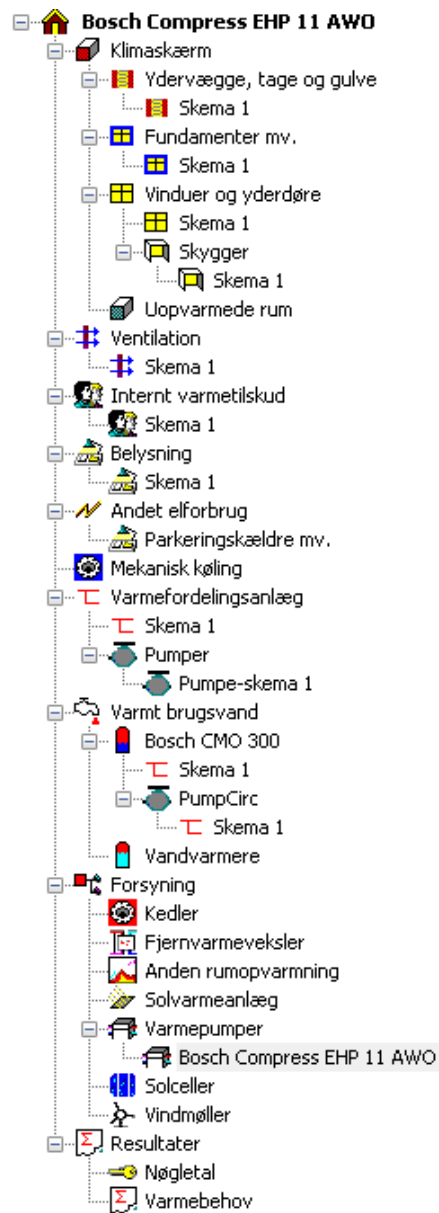 Bosch Compress EHP 11 AWO
Klimaskærm
Ydervægge, tage og gulve
Skema 1
Fundamenter mv.
Skema 1
Vinduer og yderdøre
Skema 1
Skygger
Skema 1
Uopvarmede rum
Ventilation
Skema 1
Internt varmetilskud
Skema 1
Belysning
Skema 1
Andet elforbrug
Parkeringskældre mv.
Mekanisk køling
Varmefordelingsanlæg
Skema 1
Pumper
Pumpe-skema 1
Varmt brugsvand
Bosch CMO 300
Skema 1
PumpCirc
Skema 1
Vandvarmere
Forsyning
Kedler
Fjernvarmeveksler
Anden rumopvarmning
Solvarmeanlæg
Varmepumper
Bosch Compress EHP 11 AWO
Solceller
Vindmøller
Resultater
Nøgletal
Varmebehov